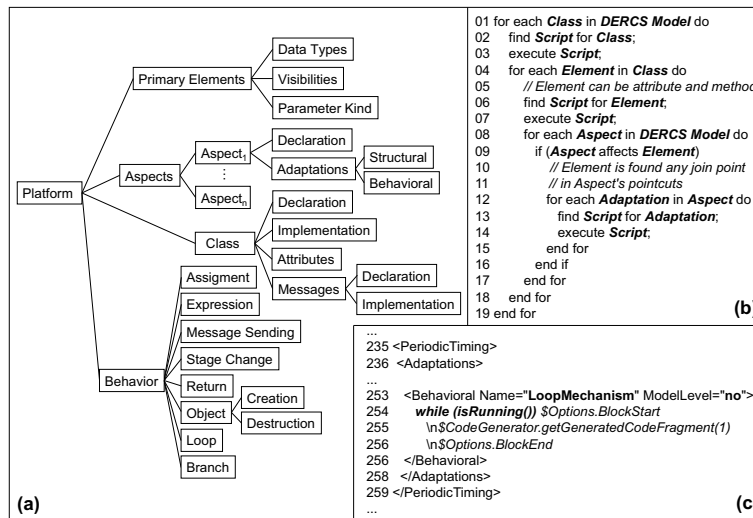 Platform
Primary Elements
Data Types
Visibilities
Parameter Kind
Aspects
Aspect1
⋮
Aspectn
Declaration
Adaptations
Structural
Behavioral
Class
Declaration
Implementation
Attributes
Messages
Declaration
Implementation
Behavior
Assigment
Expression
Message Sending
Stage Change
Return
Object
Creation
Destruction
Loop
Branch
(a)
01 for each Class in DERCS Model do
02 find Script for Class;
03 execute Script;
04 for each Element in Class do
05 // Element can be attribute and method
06 find Script for Element;
07 execute Script;
08 for each Aspect in DERCS Model do
09 if (Aspect affects Element)
10 // Element is found any join point
11 // in Aspect's pointcuts
12 for each Adaptation in Aspect do
13 find Script for Adaptation;
14 execute Script;
15 end for
16 end if
17 end for
18 end for
19 end for
(b)
...
235 <PeriodicTiming>
236 <Adaptations>
...
253 <Behavioral Name="LoopMechanism" ModelLevel="no">
254 while (isRunning()) $Options.BlockStart
255 \n$CodeGenerator.getGeneratedCodeFragment(1)
256 \n$Options.BlockEnd
256 </Behavioral>
258 </Adaptations>
259 </PeriodicTiming>
...
(c)